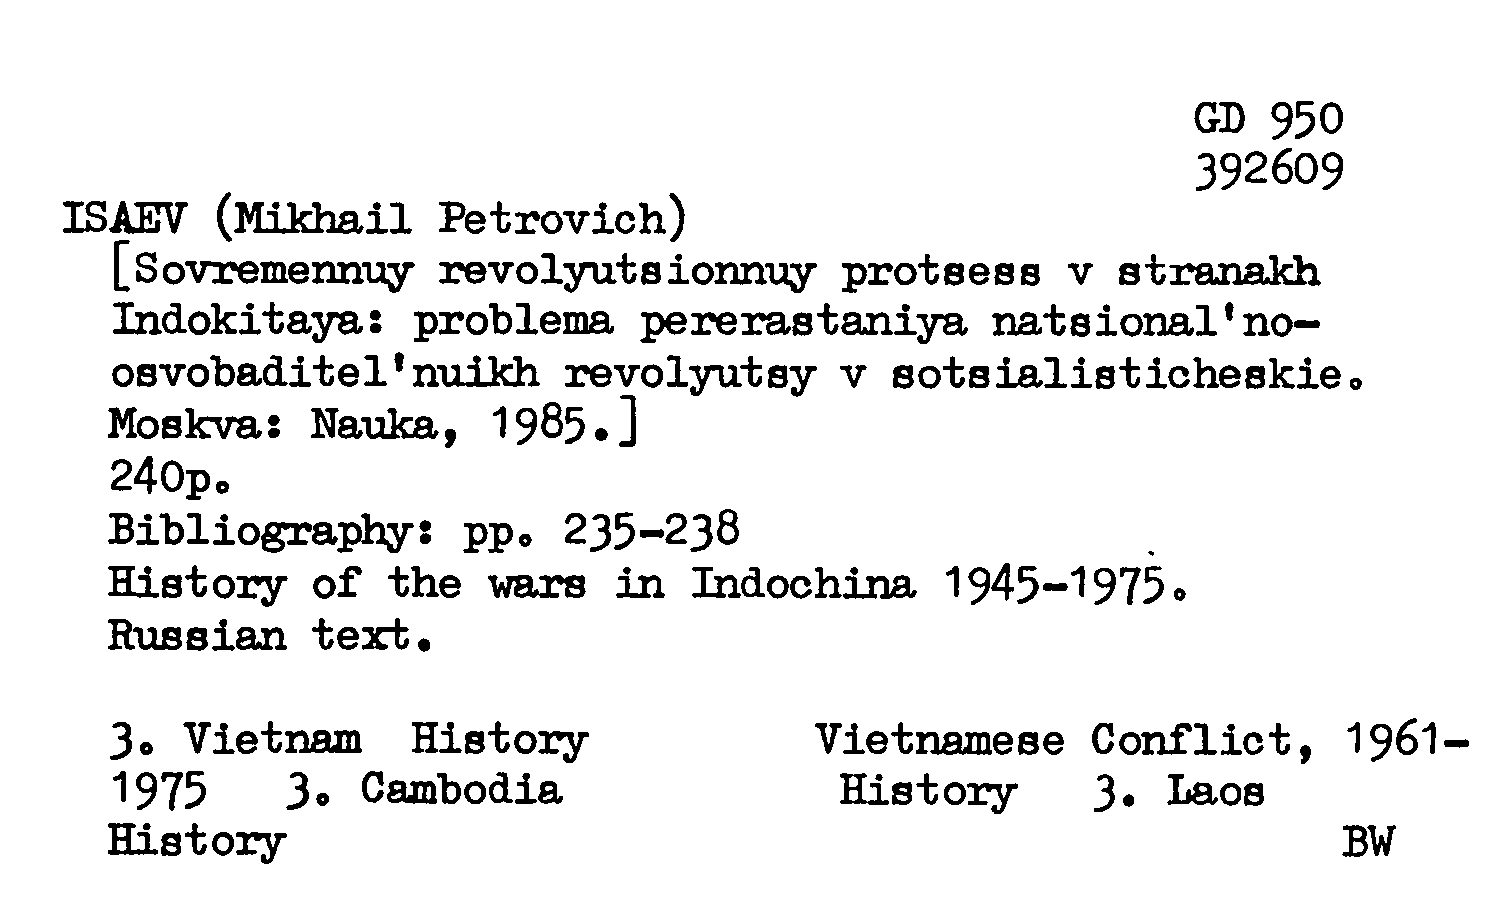 GD 950
392609
ISAEV (Mikhail Petrovich)
[Sovremennuy revolyutsionnuy protsess v stranakh
Indokitaya: problema pererastaniya natsional'no-
osvobaditel'nuikh revolyutsy v sotsialisticheskie.
Moskva: Nauka, 1985.]
240p.
Bibliography: pp. 235-238
History of the wars in Indochina 1945-1975.
Russian text.
3. Vietnam History Vietnamese Conflict, 1961-
1975 3. Cambodia History 3. Laos
History BW